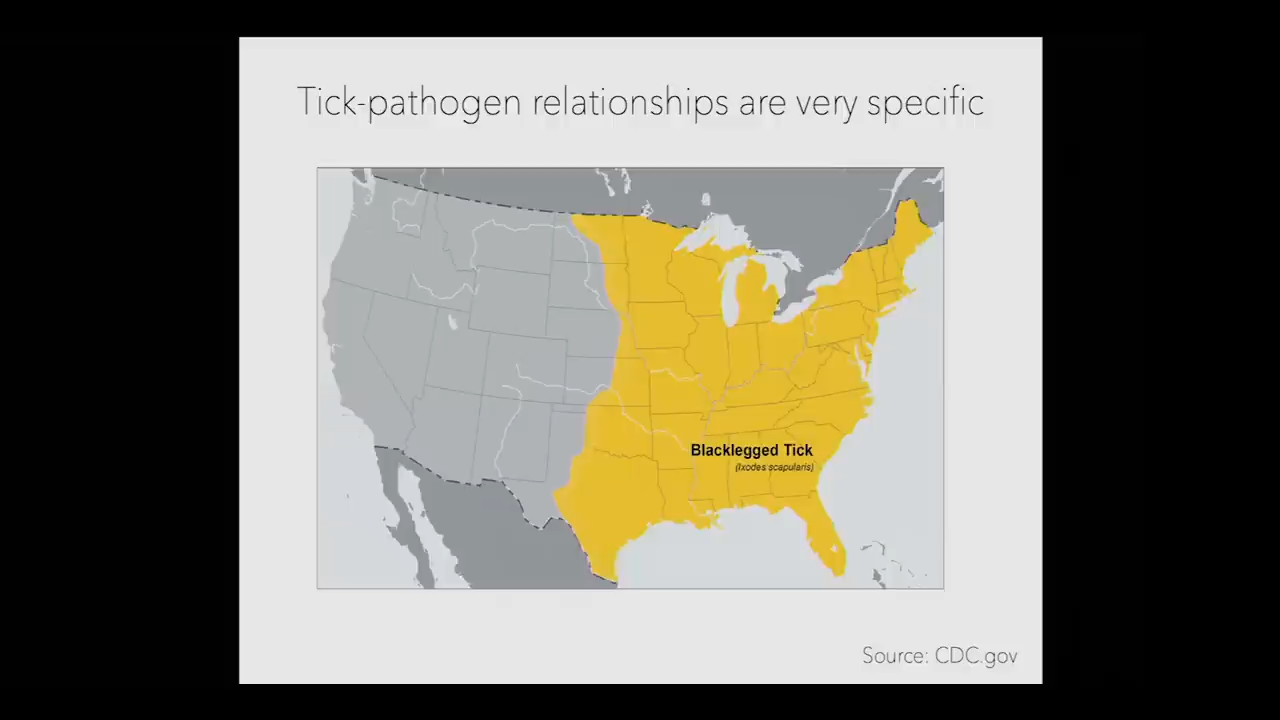 Tick-pathogen relationships are very specific
Blacklegged Tick
(Ixodes scapularis)
Source: CDC.gov